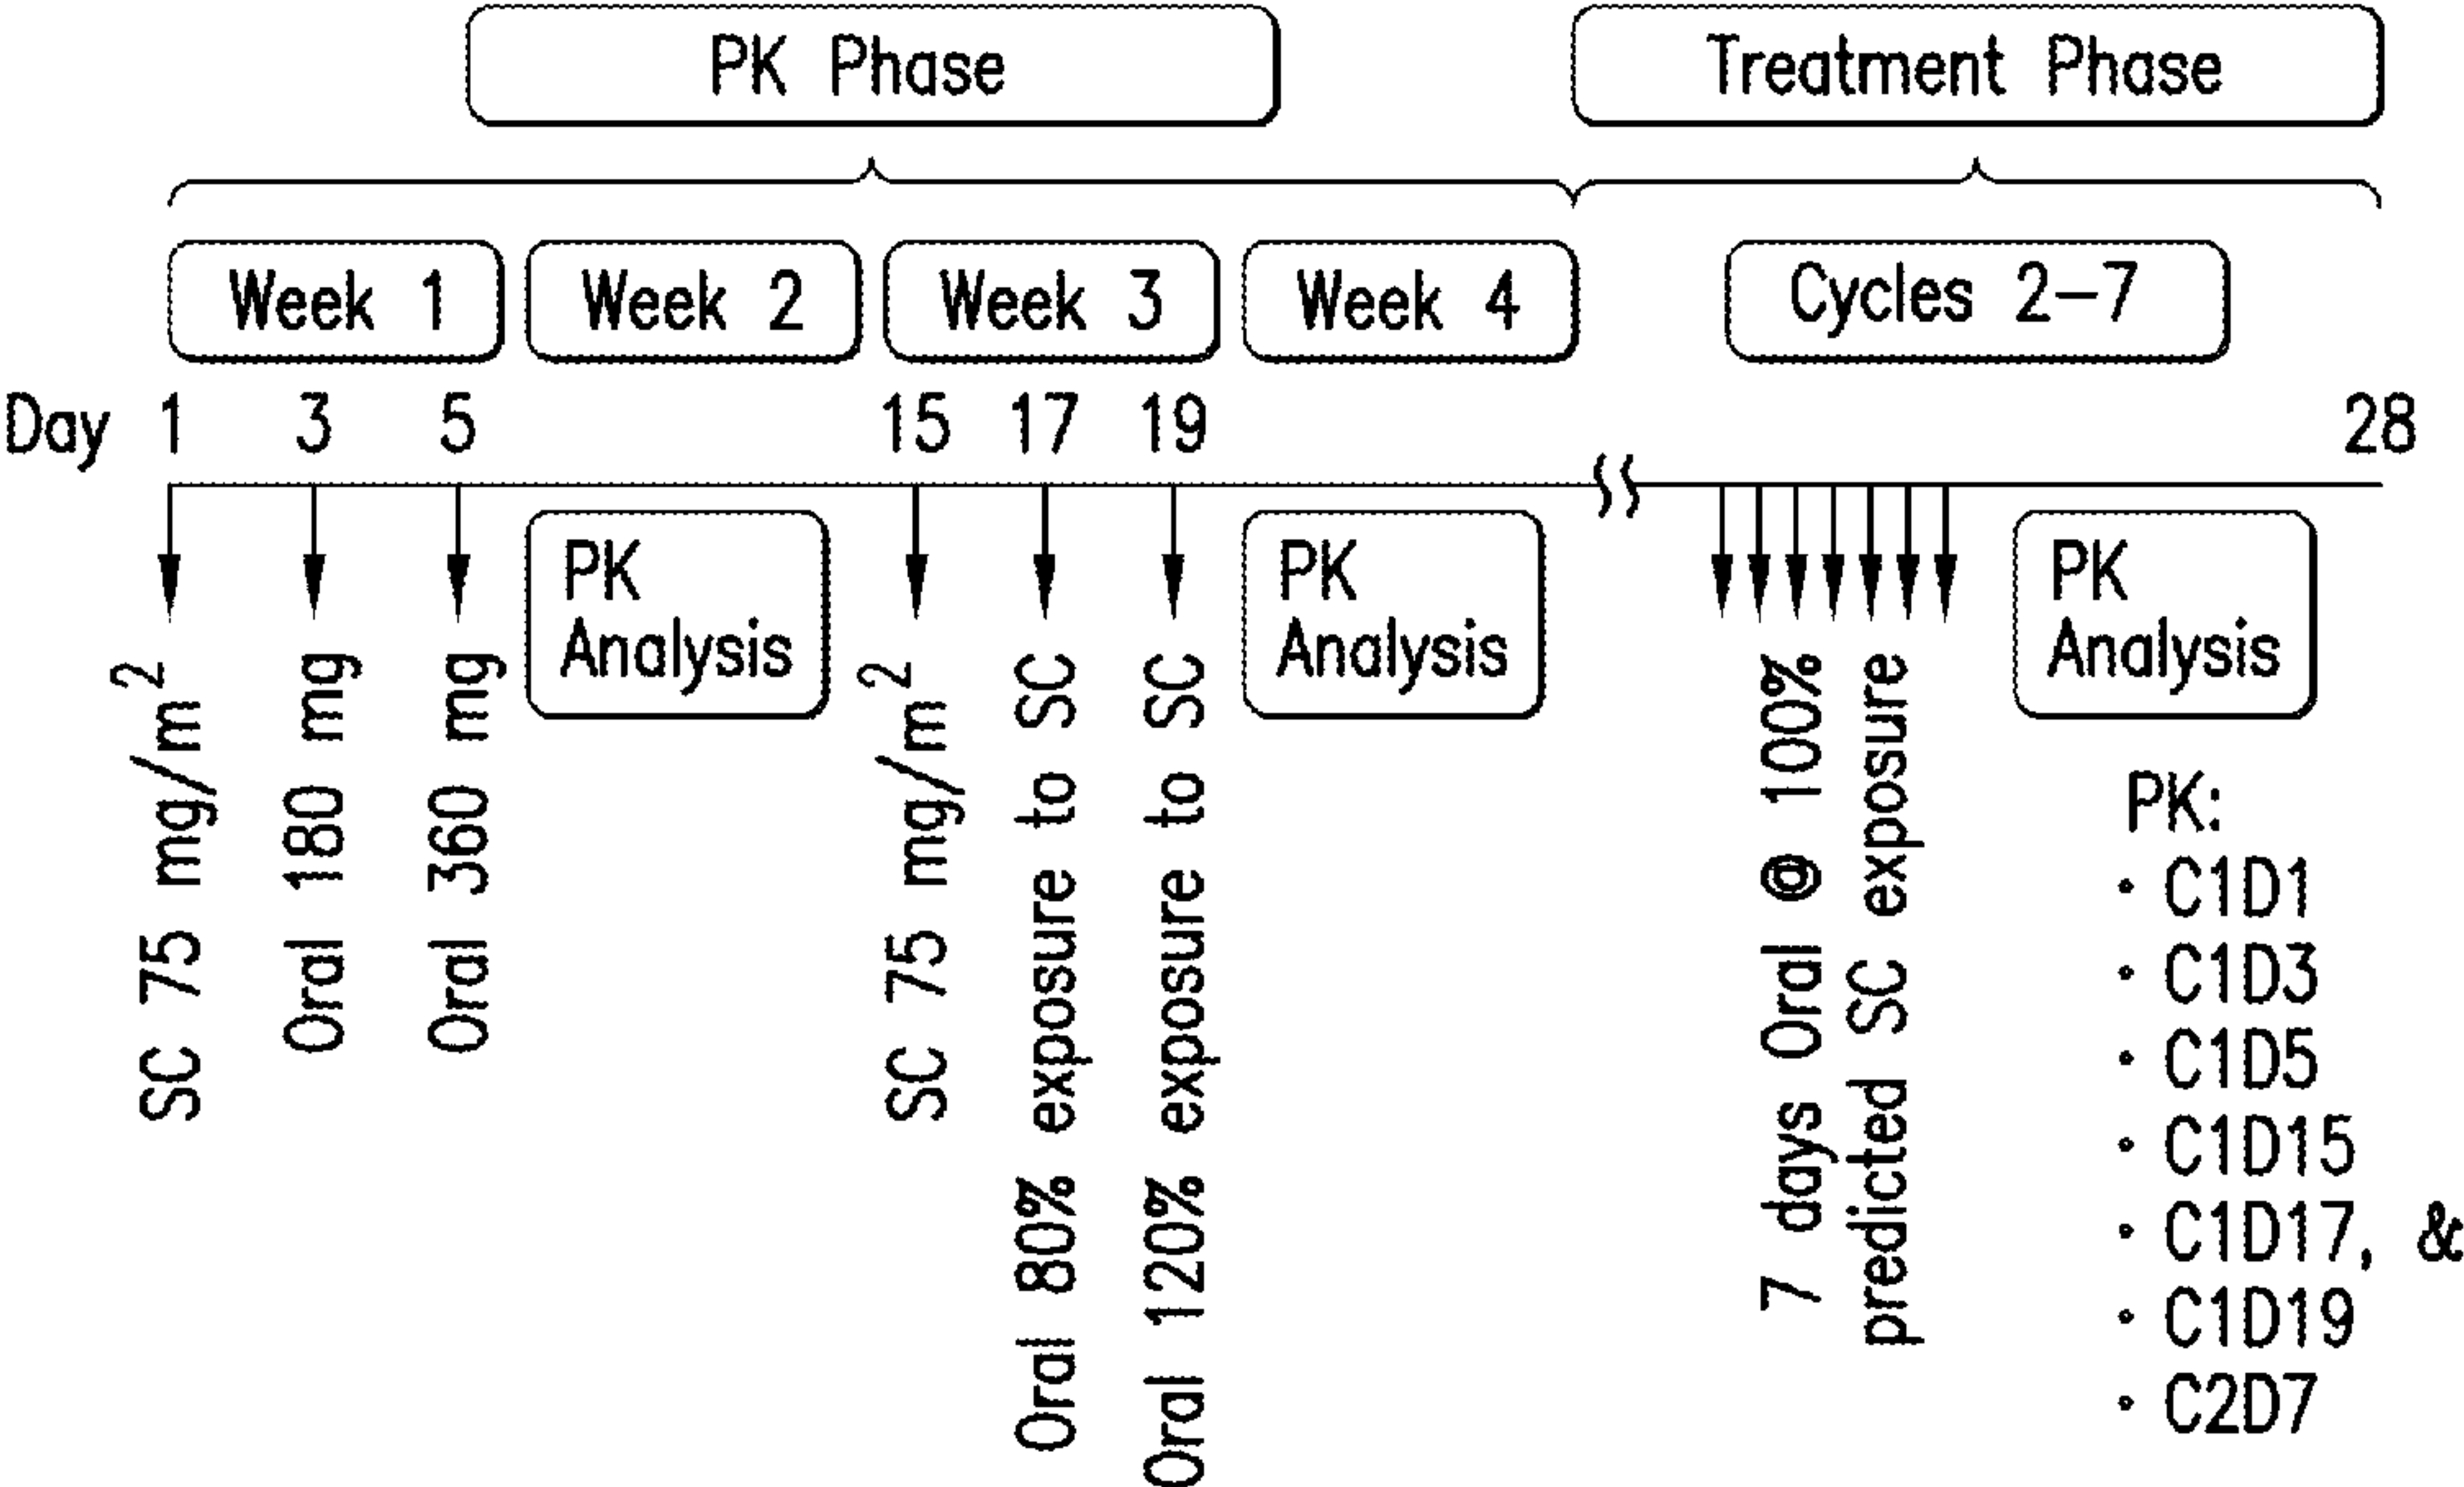 PK Phase
Treatment Phase
Week 1
Week 2
Week 3
Week 4
Cycles 2-7
Day 1 3 5 15 17 19 28
SC 75 mg/m²
Oral 180 mg
Oral 360 mg
PK
Analysis
SC 75 mg/m²
Oral 80% exposure to SC
Oral 120% exposure to SC
PK
Analysis
7 days Oral @ 100%
predicted SC exposure
PK
Analysis
PK:
· C1D1
· C1D3
· C1D5
· C1D15
· C1D17, &
· C1D19
· C2D7